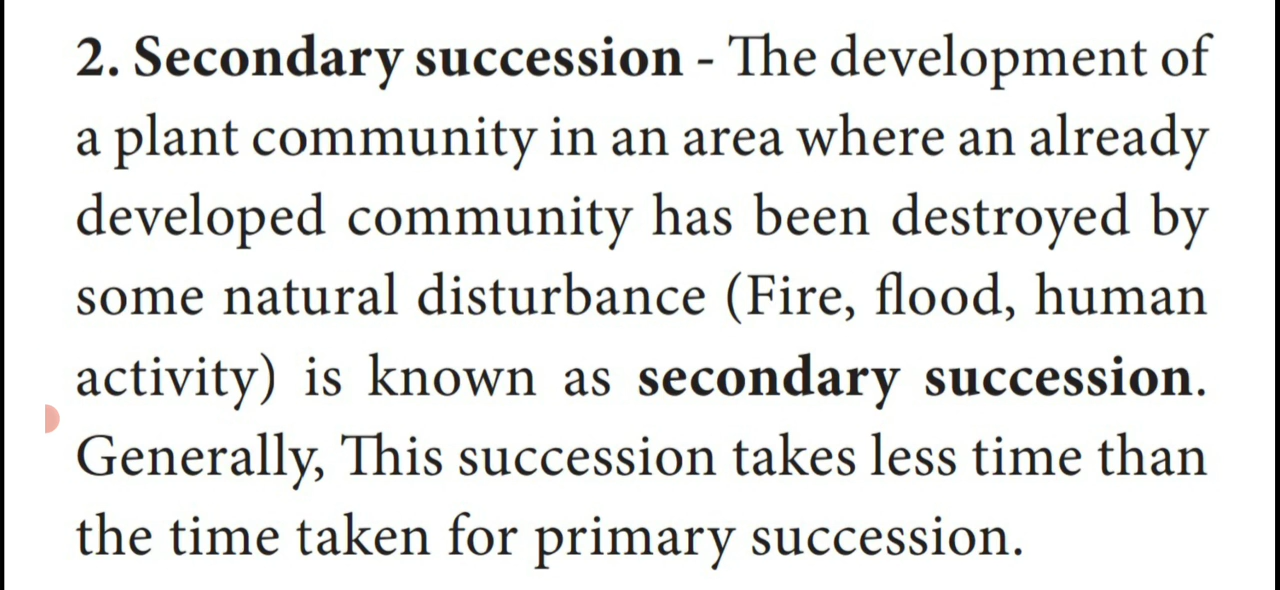 2. Secondary succession - The development of
a plant community in an area where an already
developed community has been destroyed by
some natural disturbance (Fire, flood, human
activity) is known as secondary succession.
Generally, This succession takes less time than
the time taken for primary succession.